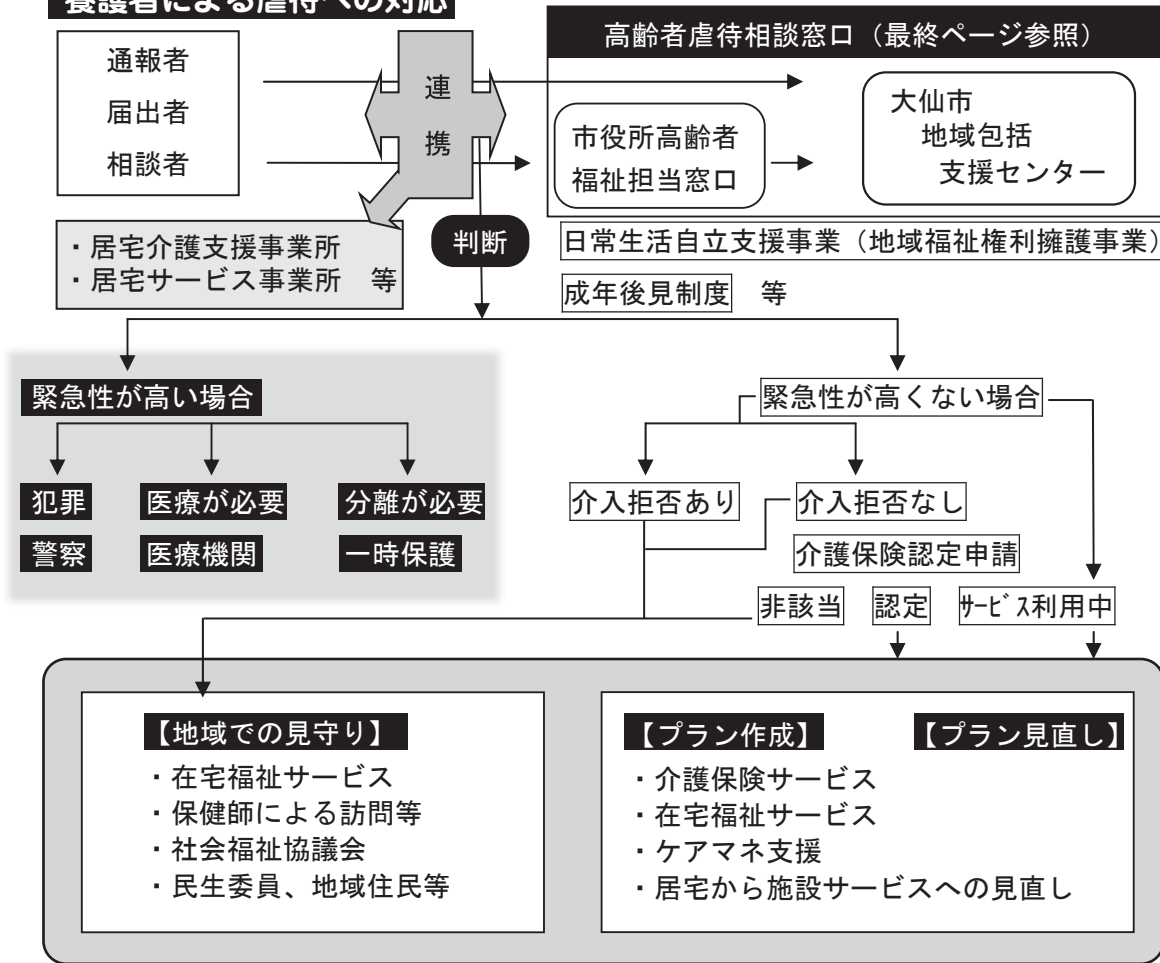 養護者による虐待への対応
通報者
届出者
相談者
連
携
高齢者虐待相談窓口（最終ページ参照）
市役所高齢者
福祉担当窓口
大仙市
地域包括
支援センター
・居宅介護支援事業所
・居宅サービス事業所　等
判断
日常生活自立支援事業（地域福祉権利擁護事業）
成年後見制度　等
緊急性が高い場合
犯罪
医療が必要
分離が必要
警察
医療機関
一時保護
緊急性が高くない場合
介入拒否あり
介入拒否なし
介護保険認定申請
非該当
認定
ｻｰﾋﾞｽ利用中
【地域での見守り】
・在宅福祉サービス
・保健師による訪問等
・社会福祉協議会
・民生委員、地域住民等
【プラン作成】
【プラン見直し】
・介護保険サービス
・在宅福祉サービス
・ケアマネ支援
・居宅から施設サービスへの見直し